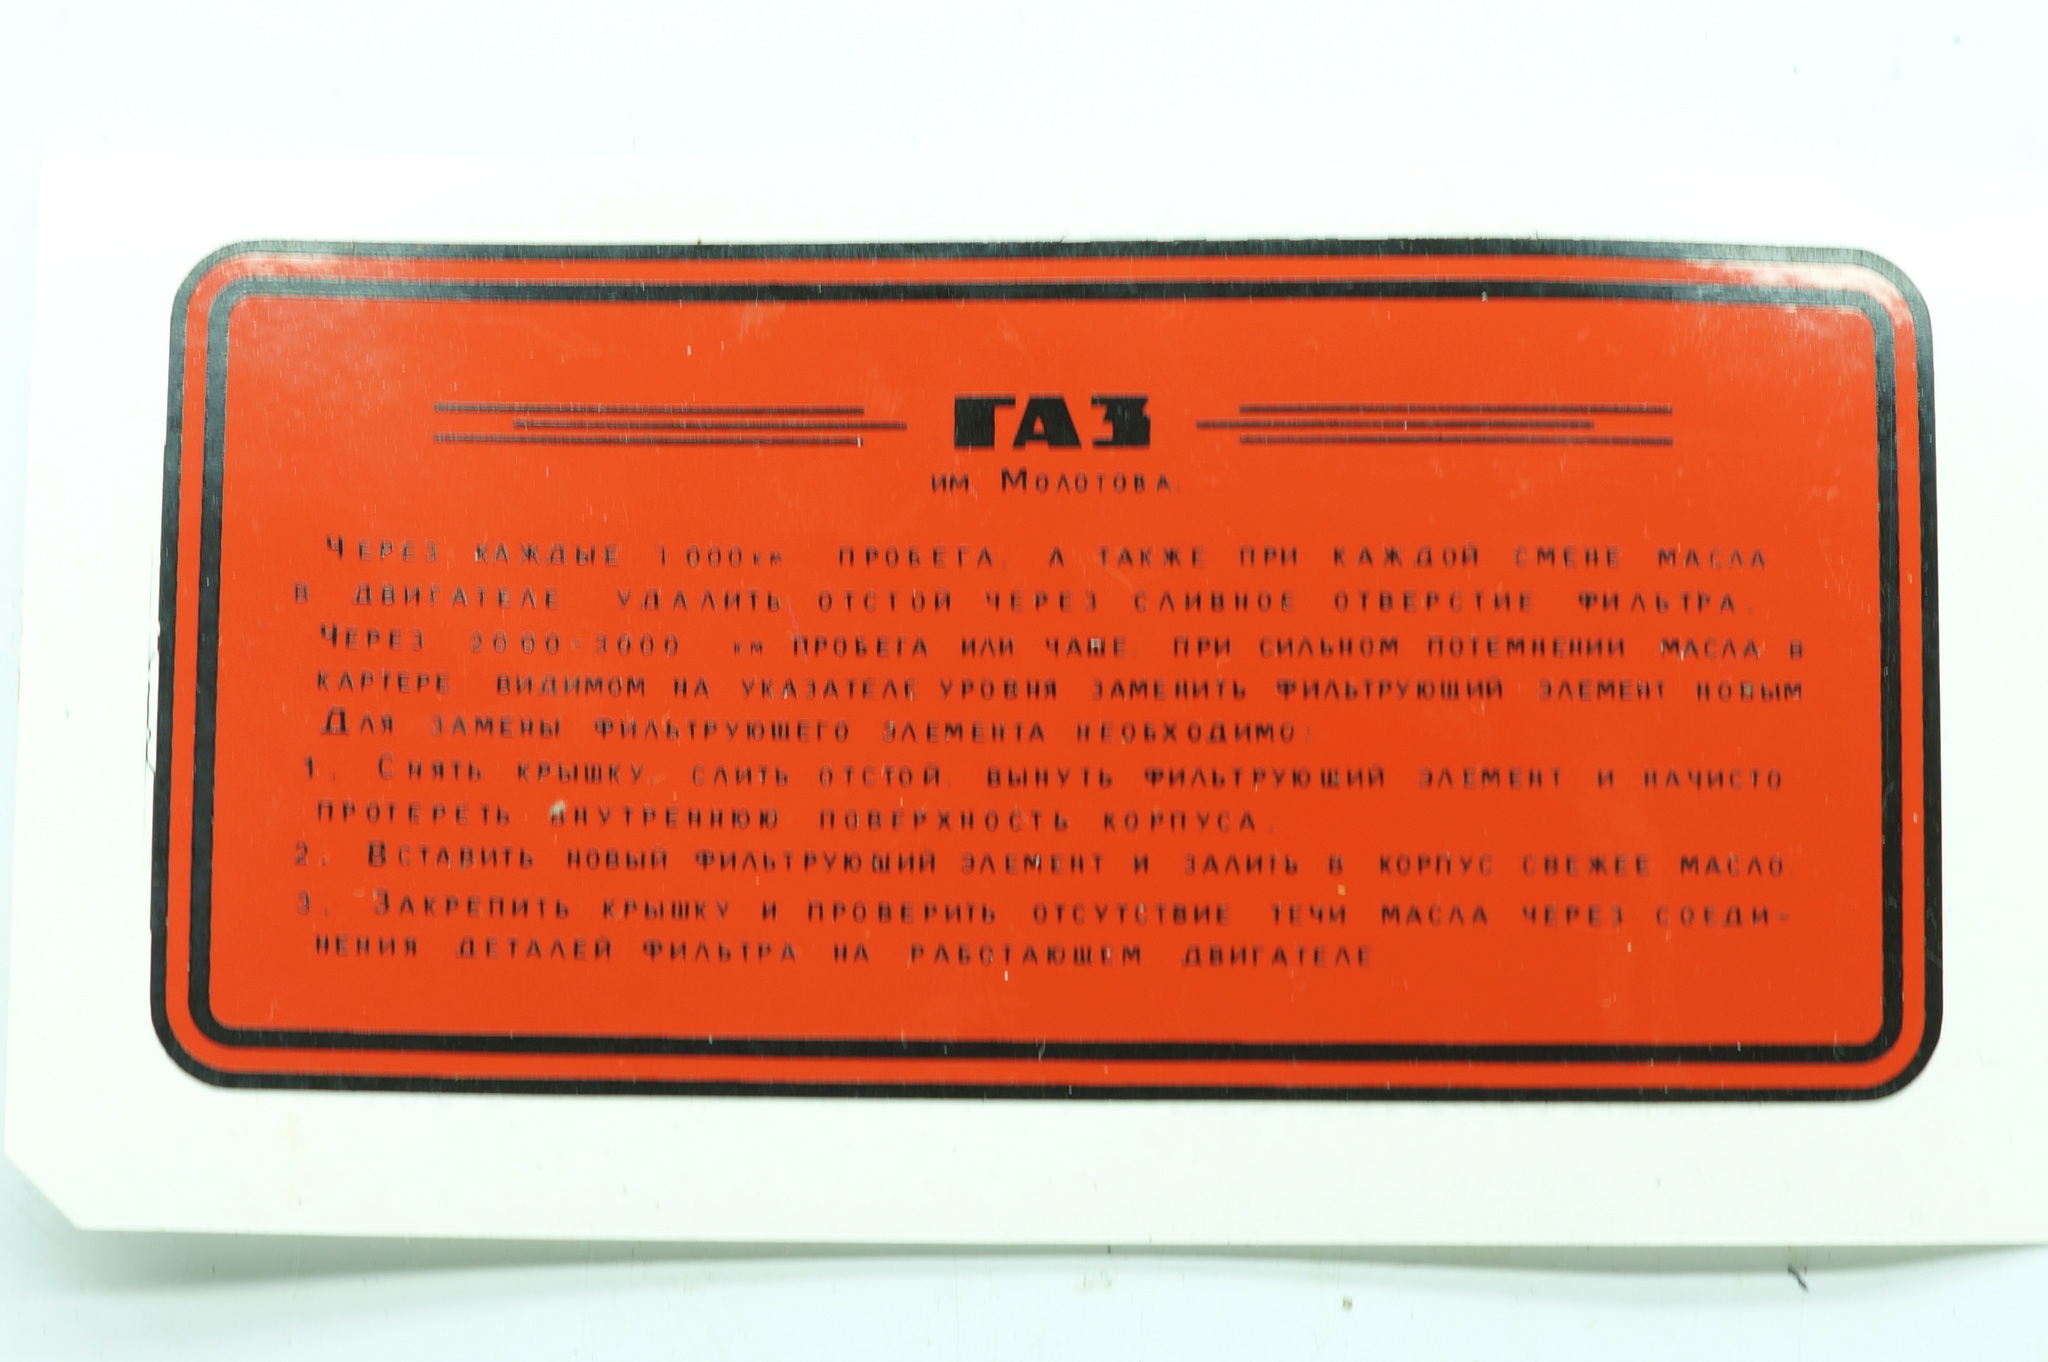 ГАЗ
им. Молотова.
Через каждые 1000км пробега, а также при каждой смене масла
в двигателе удалить отстой через сливное отверстие фильтра.
Через 2000-3000 км пробега или чаще, при сильном потемнении масла в
картере видимом на указателе уровня заменить фильтрующий элемент новым
Для замены фильтрующего элемента необходимо:
1. Снять крышку, слить отстой, вынуть фильтрующий элемент и начисто
протереть внутреннюю поверхность корпуса.
2. Вставить новый фильтрующий элемент и залить в корпус свежее масло.
3. Закрепить крышку и проверить отсутствие течи масла через соеди-
нения деталей фильтра на работающем двигателе